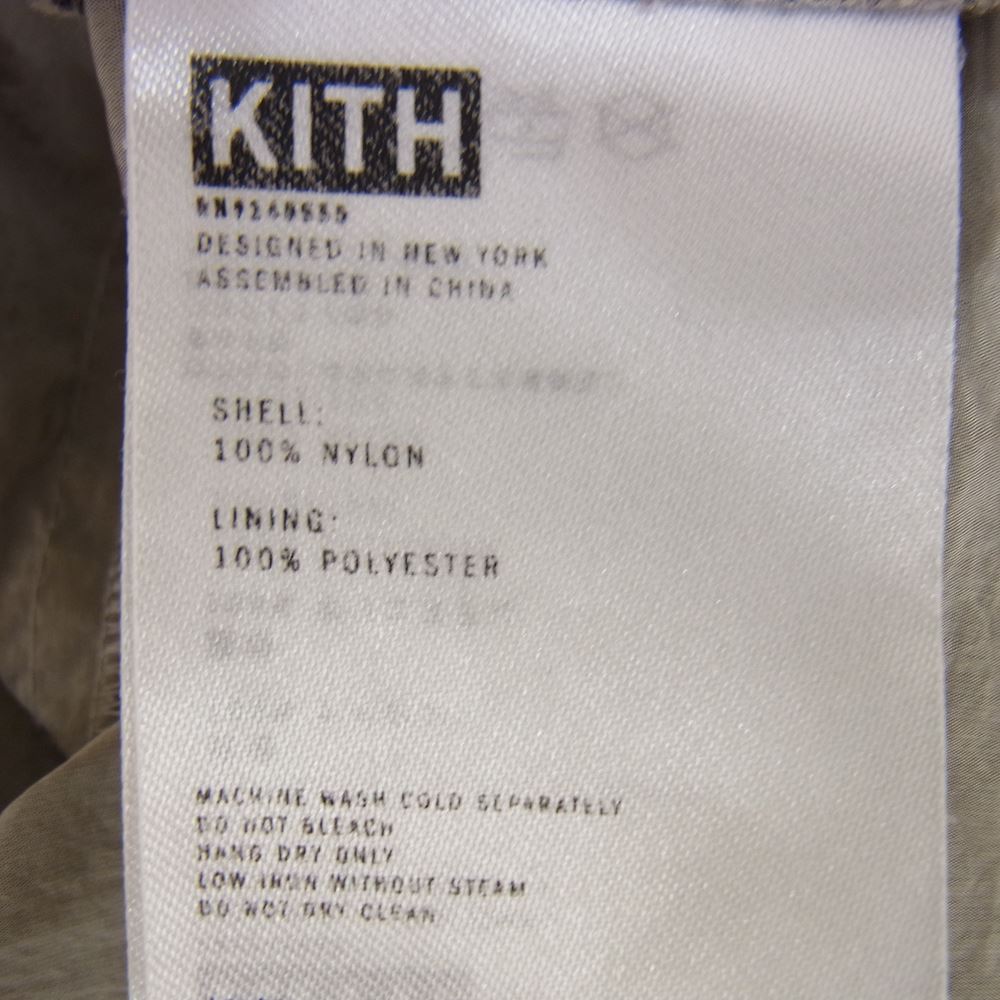 KITH
DESIGNED IN NEW YORK
ASSEMBLED IN CHINA
SHELL:
100% NYLON
LINING:
100% POLYESTER
MACHINE WASH COLD SEPARATELY
DO NOT BLEACH
HANG DRY ONLY
LOW IRON WITHOUT STEAM
DO NOT DRY CLEAN